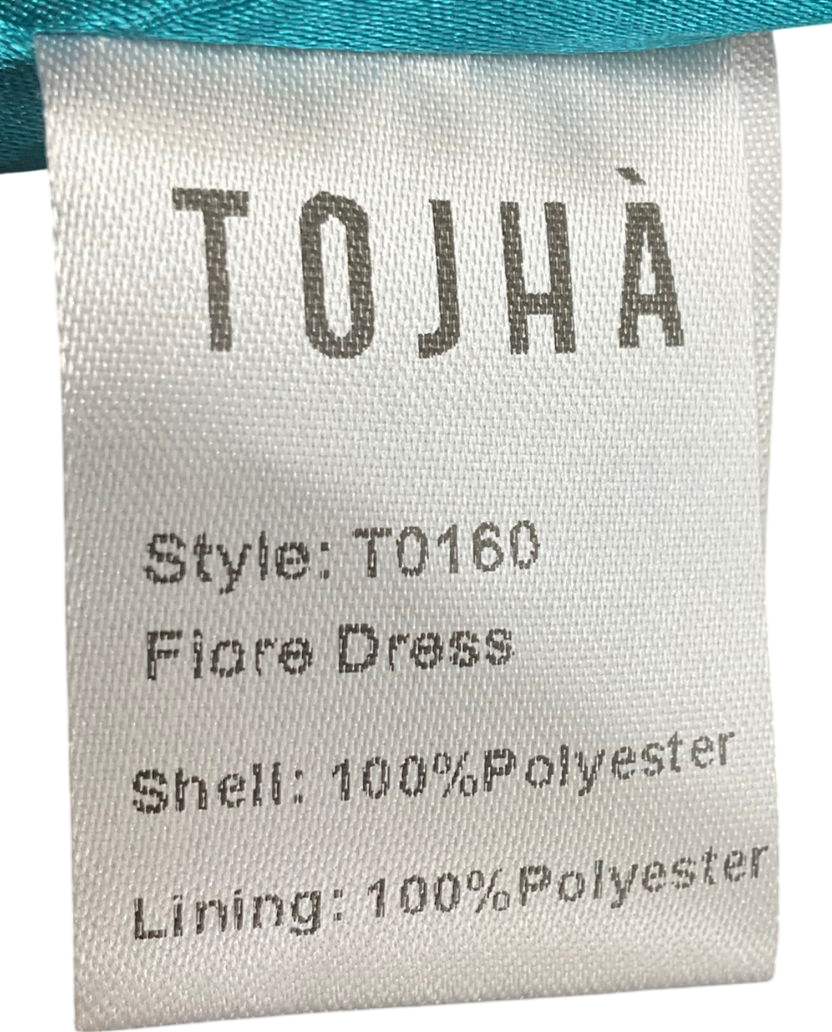 TOJHÀ
Style: T0160
Fiore Dress
Shell: 100%Polyester
Lining: 100%Polyester